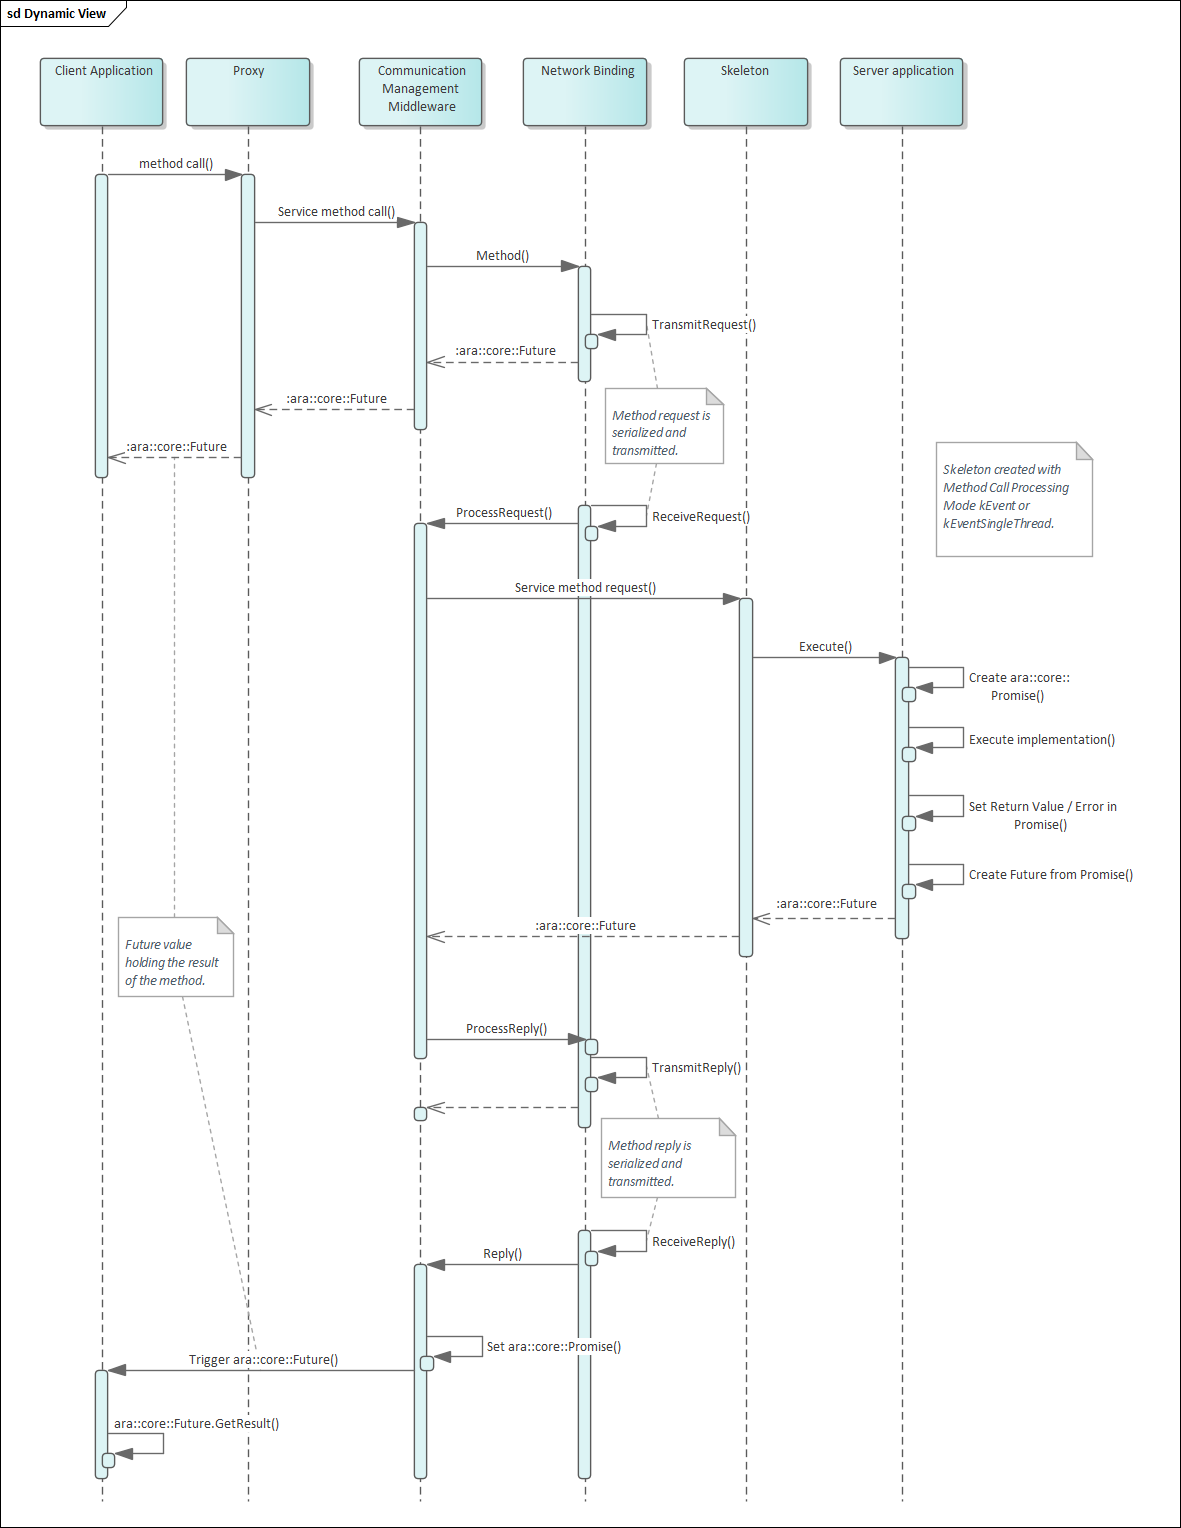 sd Dynamic View
Client Application
Proxy
Communication
Management
Middleware
Network Binding
Skeleton
Server application
method call()
Service method call()
Method()
TransmitRequest()
:ara::core::Future
:ara::core::Future
:ara::core::Future
Method request is
serialized and
transmitted.
Skeleton created with
Method Call Processing
Mode kEvent or
kEventSingleThread.
ProcessRequest()
ReceiveRequest()
Service method request()
Execute()
Create ara::core::
Promise()
Execute implementation()
Set Return Value / Error in
Promise()
Create Future from Promise()
:ara::core::Future
:ara::core::Future
Future value
holding the result
of the method.
ProcessReply()
TransmitReply()
Method reply is
serialized and
transmitted.
ReceiveReply()
Reply()
Set ara::core::Promise()
Trigger ara::core::Future()
ara::core::Future.GetResult()